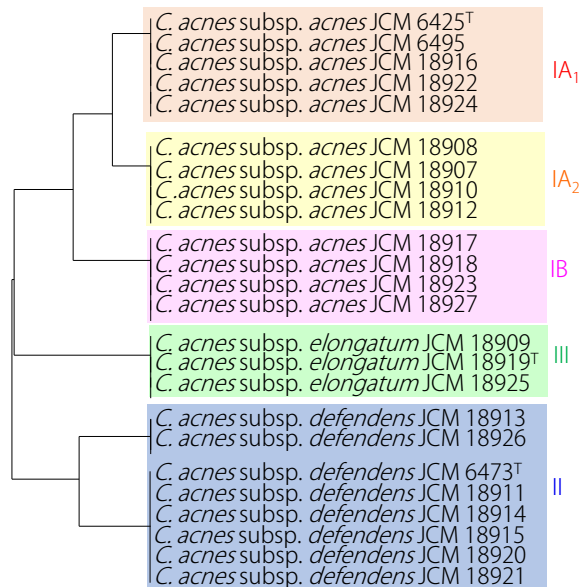 C. acnes subsp. acnes JCM 6425ᵀ
C. acnes subsp. acnes JCM 6495
C. acnes subsp. acnes JCM 18916
C. acnes subsp. acnes JCM 18922
C. acnes subsp. acnes JCM 18924
IA₁
C. acnes subsp. acnes JCM 18908
C. acnes subsp. acnes JCM 18907
C.acnes subsp. acnes JCM 18910
C. acnes subsp. acnes JCM 18912
IA₂
C. acnes subsp. acnes JCM 18917
C. acnes subsp. acnes JCM 18918
C. acnes subsp. acnes JCM 18923
C. acnes subsp. acnes JCM 18927
IB
C. acnes subsp. elongatum JCM 18909
C. acnes subsp. elongatum JCM 18919ᵀ
C. acnes subsp. elongatum JCM 18925
III
C. acnes subsp. defendens JCM 18913
C. acnes subsp. defendens JCM 18926
C. acnes subsp. defendens JCM 6473ᵀ
C. acnes subsp. defendens JCM 18911
C. acnes subsp. defendens JCM 18914
C. acnes subsp. defendens JCM 18915
C. acnes subsp. defendens JCM 18920
C. acnes subsp. defendens JCM 18921
II